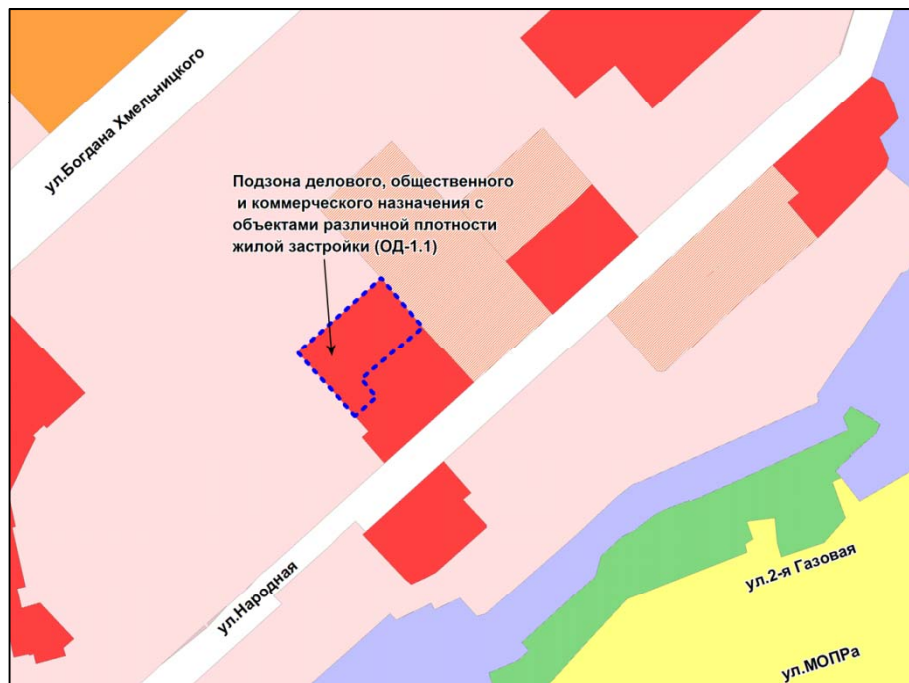 ул.Богдана Хмельницкого
Подзона делового, общественного
и коммерческого назначения с
объектами различной плотности
жилой застройки (ОД-1.1)
ул.Народная
ул.2-я Газовая
ул.МОПРа